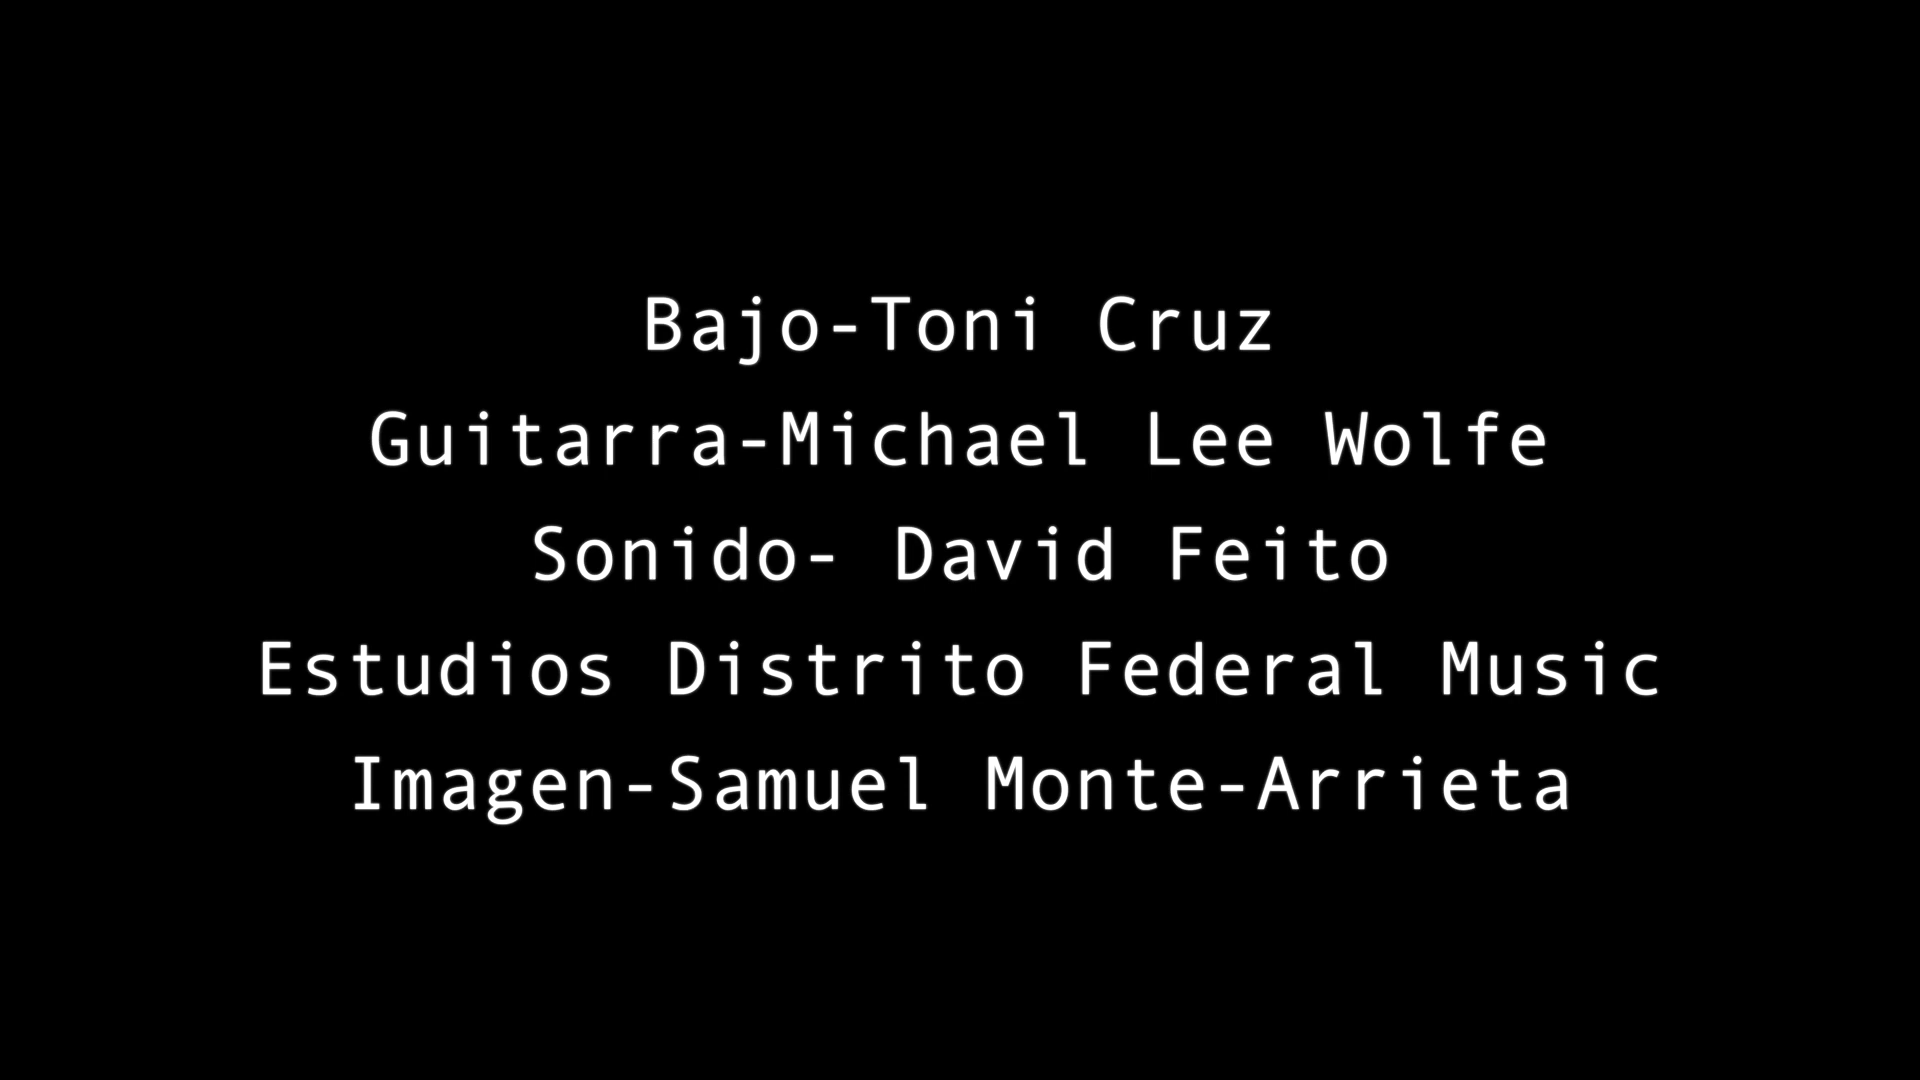 Bajo-Toni Cruz
Guitarra-Michael Lee Wolfe
Sonido- David Feito
Estudios Distrito Federal Music
Imagen-Samuel Monte-Arrieta